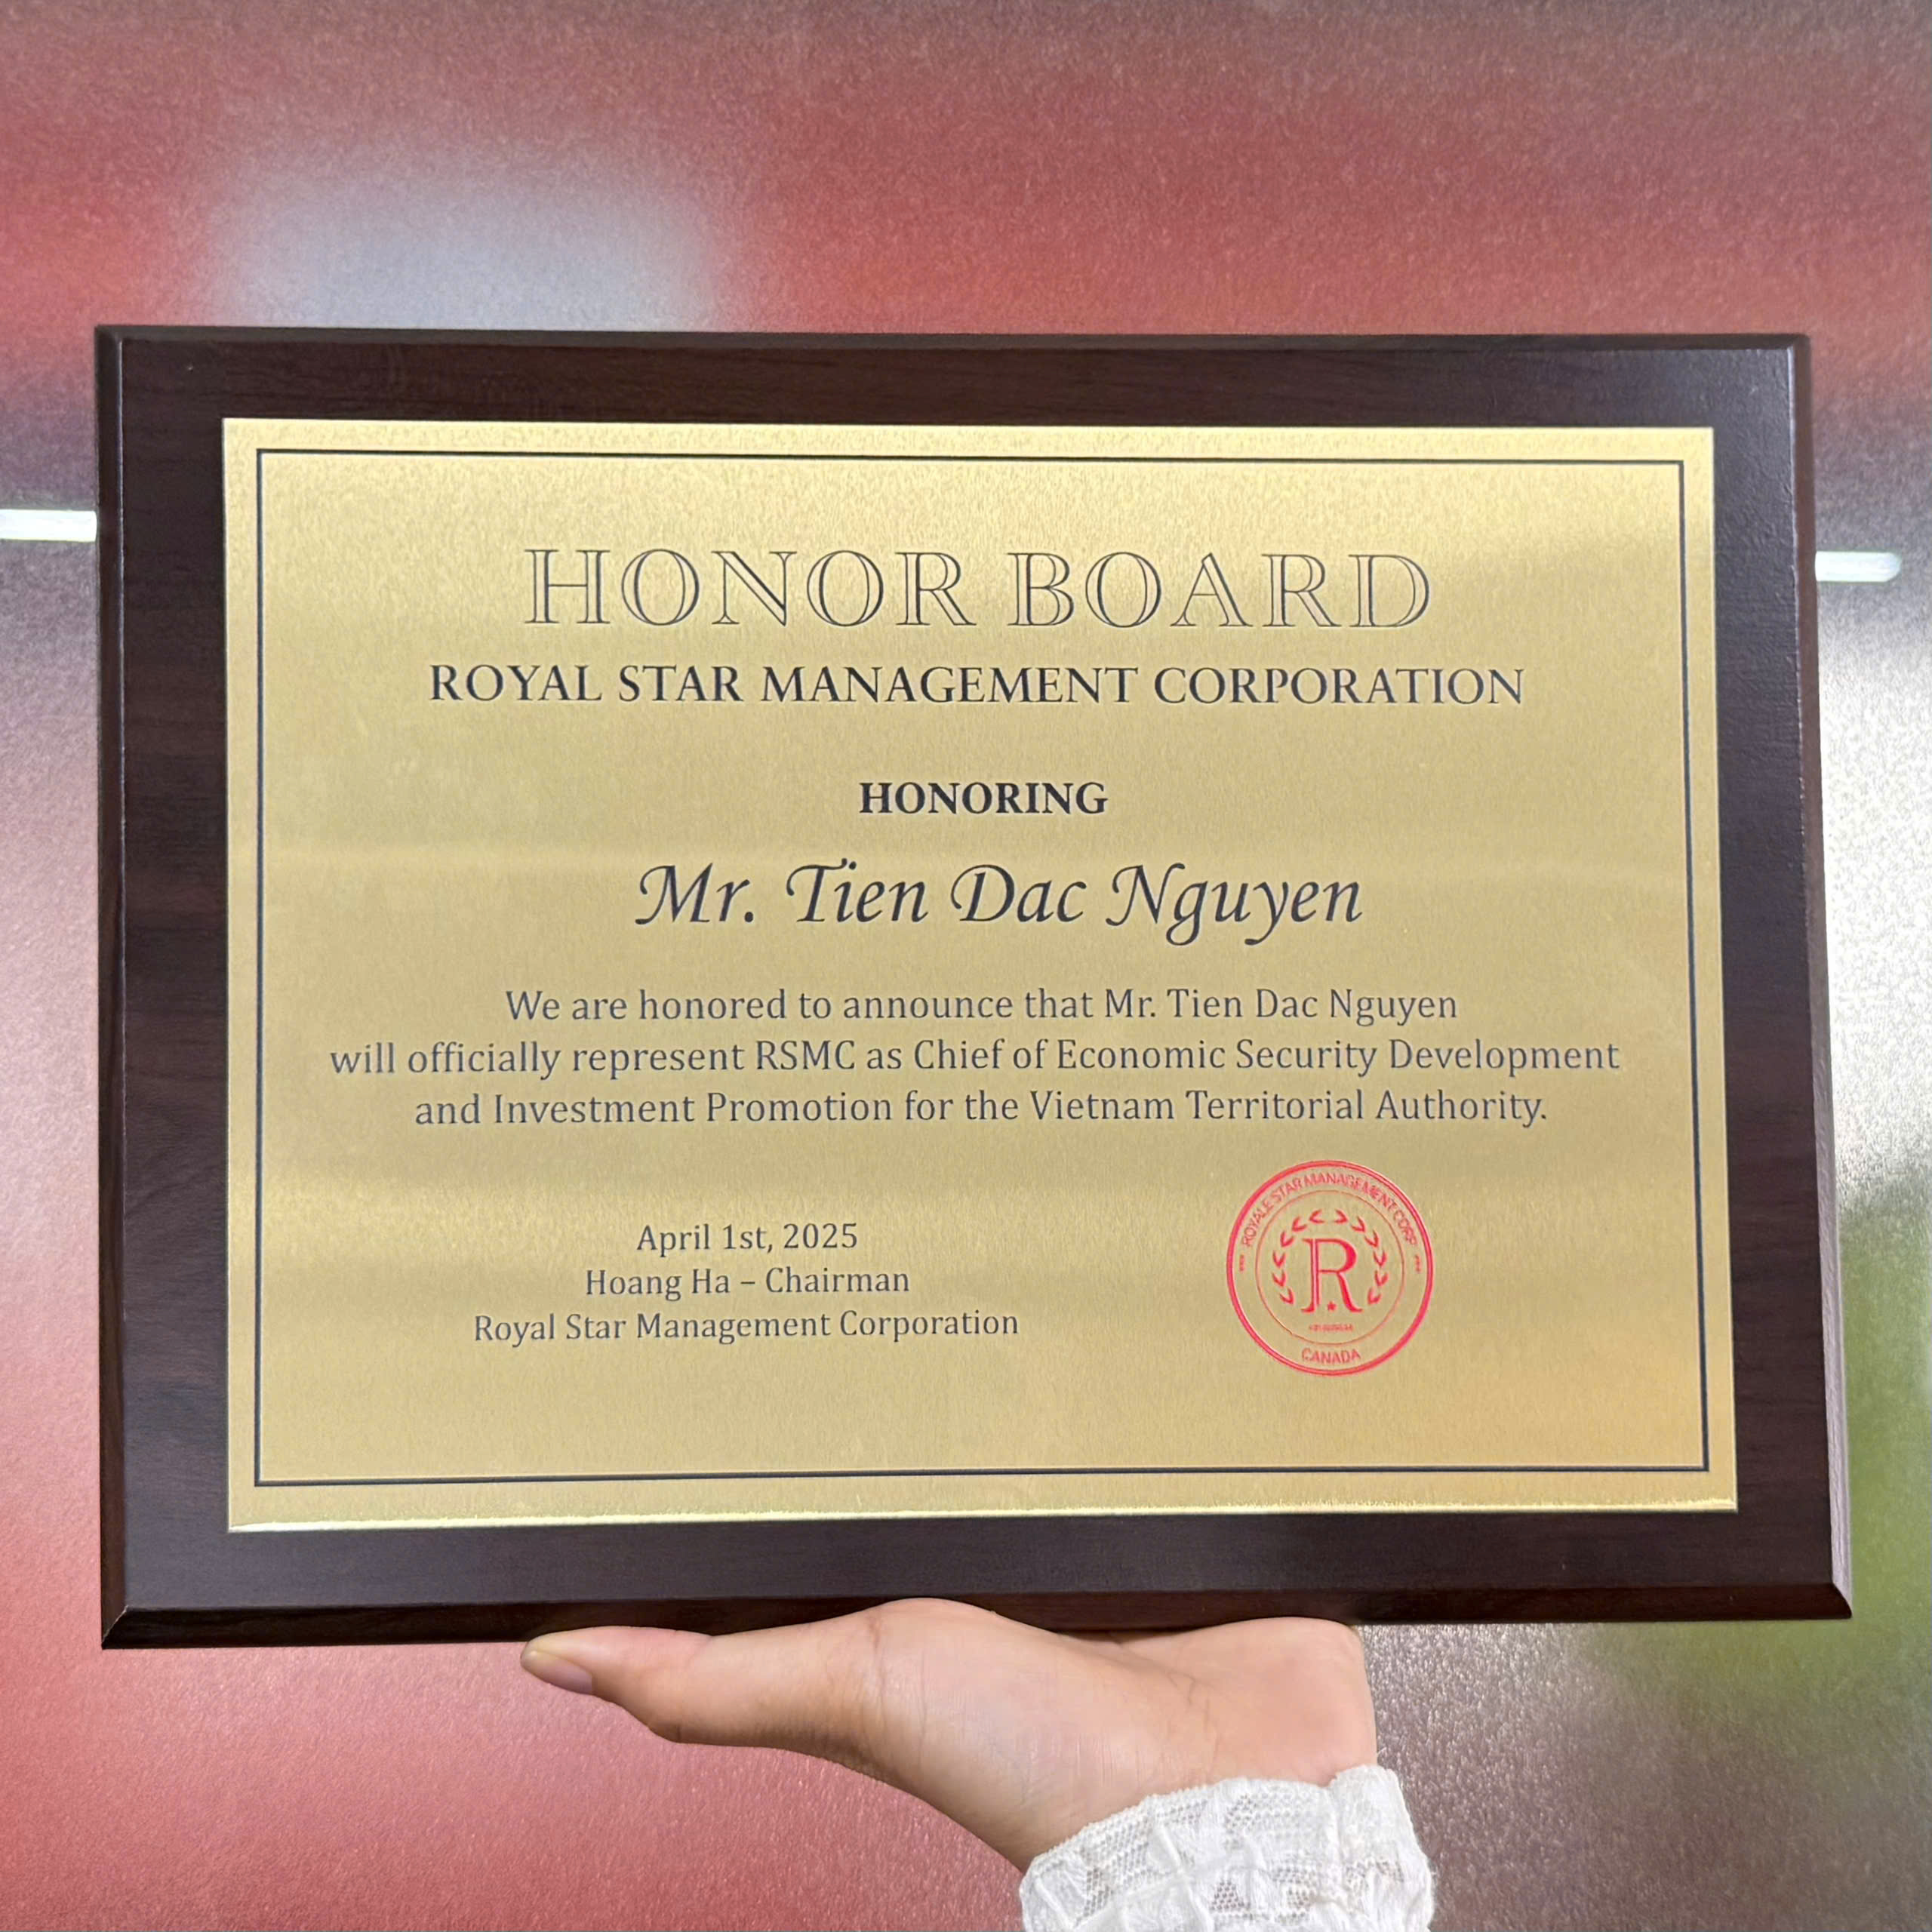 HONOR BOARD
ROYAL STAR MANAGEMENT CORPORATION
HONORING
Mr. Tien Dac Nguyen
We are honored to announce that Mr. Tien Dac Nguyen
will officially represent RSMC as Chief of Economic Security Development
and Investment Promotion for the Vietnam Territorial Authority.
April 1st, 2025
Hoang Ha – Chairman
Royal Star Management Corporation
ROYALE STAR MANAGEMENT CORP
R
CANADA